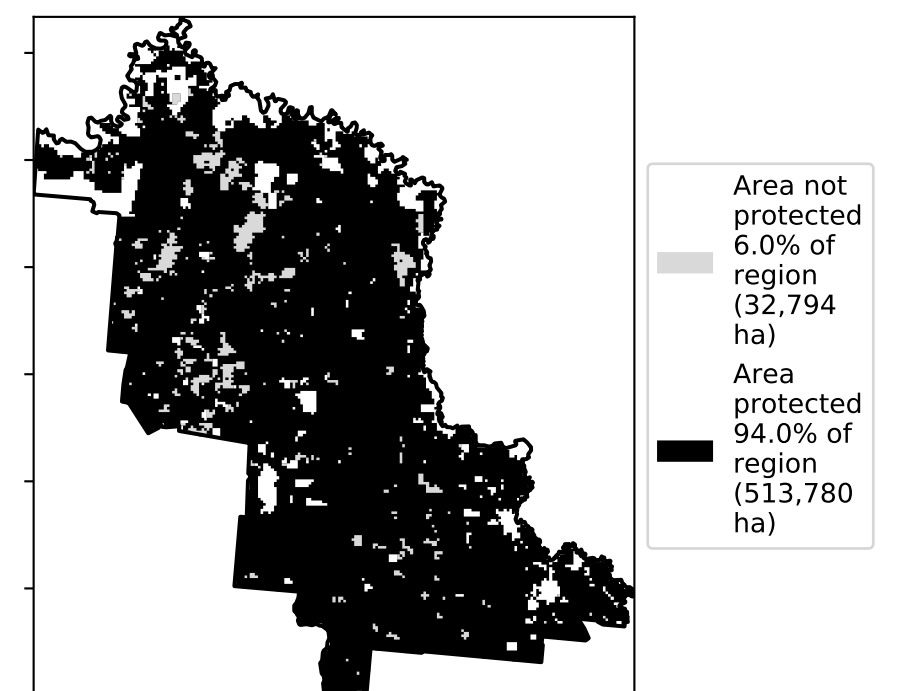 Area not
protected
6.0% of
region
(32,794
ha)
Area
protected
94.0% of
region
(513,780
ha)